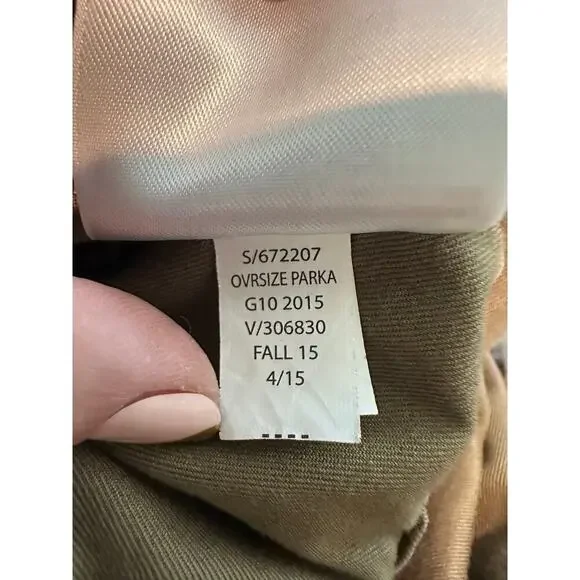 S/672207
OVRSIZE PARKA
G10 2015
V/306830
FALL 15
4/15